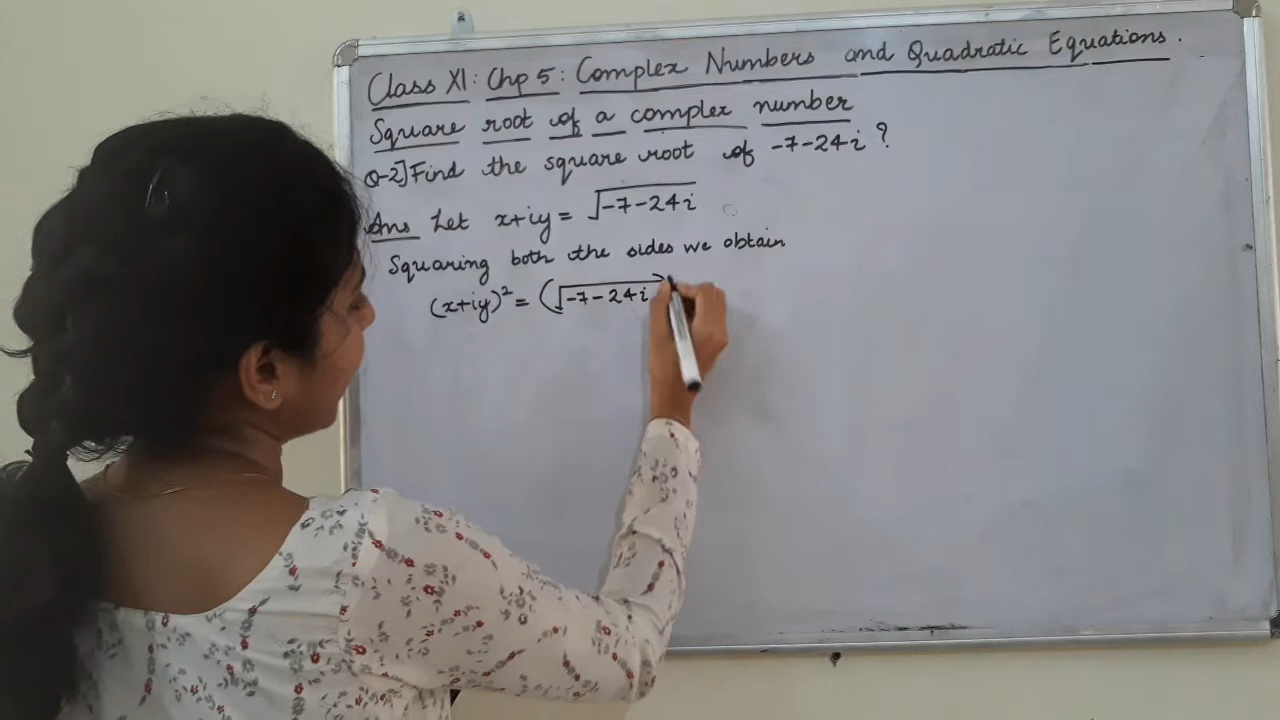 Class XI: Chp 5: Complex Numbers and Quadratic Equations.
Square root of a complex number
Q-2] Find the square root of -7-24i ?
Ans Let x+iy = √-7-24i
Squaring both the sides we obtain
(x+iy)² = (√-7-24i